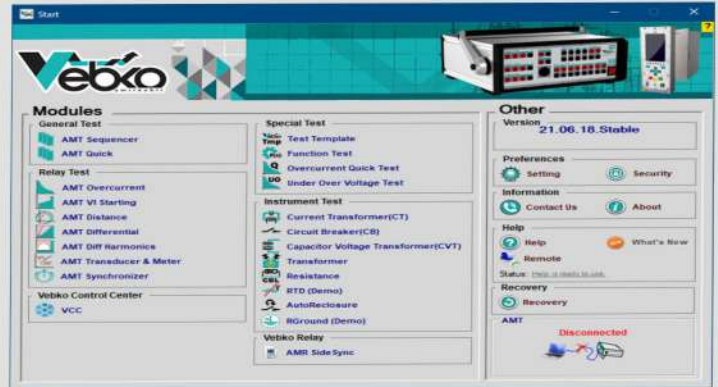 Start
?
Vebko
Modules
General Test
AMT Sequencer
AMT Quick
Relay Test
AMT Overcurrent
AMT VI Starting
AMT Distance
AMT Differential
AMT Diff Harmonics
AMT Transducer & Meter
AMT Synchronizer
Vebko Control Center
VCC
Special Test
Test Template
Function Test
Overcurrent Quick Test
Under Over Voltage Test
Instrument Test
Current Transformer(CT)
Circuit Breaker(CB)
Capacitor Voltage Transformer(CVT)
Transformer
Resistance
RTD (Demo)
AutoReclosure
RGround (Demo)
Vebko Relay
AMR SideSync
Other
Version
21.06.18.Stable
Preferences
Setting
Security
Information
Contact Us
About
Help
Help
What's New
Remote
Status:
Recovery
Recovery
AMT
Disconnected